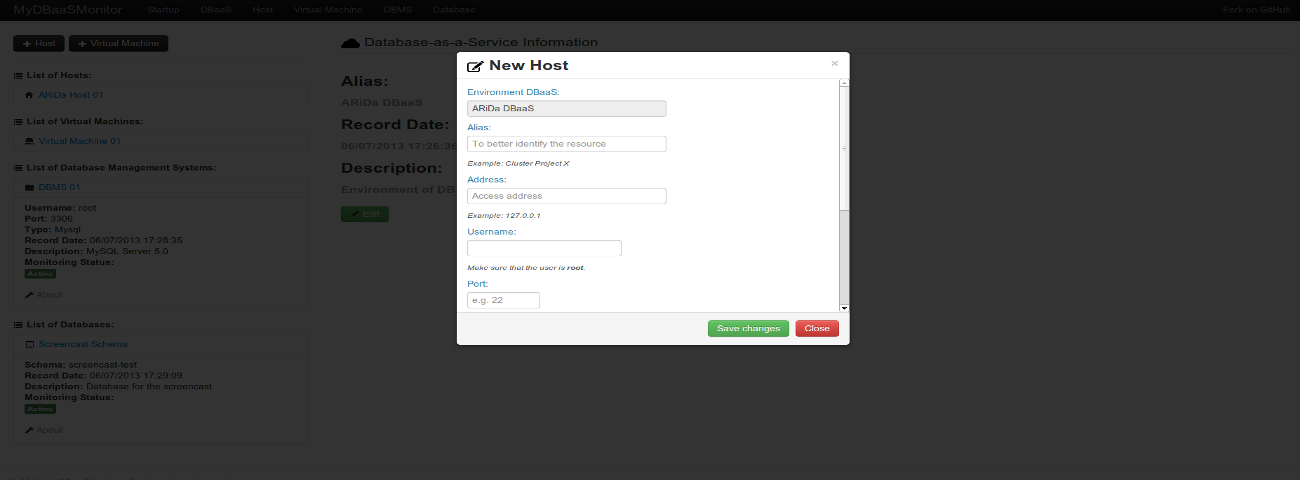 MyDBaaSMonitor Startup DBaaS Host Virtual Machine DBMS Database Fork on GitHub
Host Virtual Machine
List of Hosts:
ARiDa Host 01
List of Virtual Machines:
Virtual Machine 01
List of Database Management Systems:
DBMS 01
Username: root
Port: 3306
Type: Mysql
Record Date: 06/07/2013 17:28:35
Description: MySQL Server 5.0
Monitoring Status:
Active
About
List of Databases:
Screencast Schema
Schema: screencast-test
Record Date: 06/07/2013 17:29:09
Description: Database for the screencast
Monitoring Status:
Active
About
Database-as-a-Service Information
Alias:
ARiDa DBaaS
Record Date:
06/07/2013 17:26:36
Description:
Environment of DB
Edit
New Host ×
Environment DBaaS:
ARiDa DBaaS
Alias:
To better identify the resource
Example: Cluster Project X
Address:
Access address
Example: 127.0.0.1
Username:
Make sure that the user is root.
Port:
e.g. 22
Save changes Close